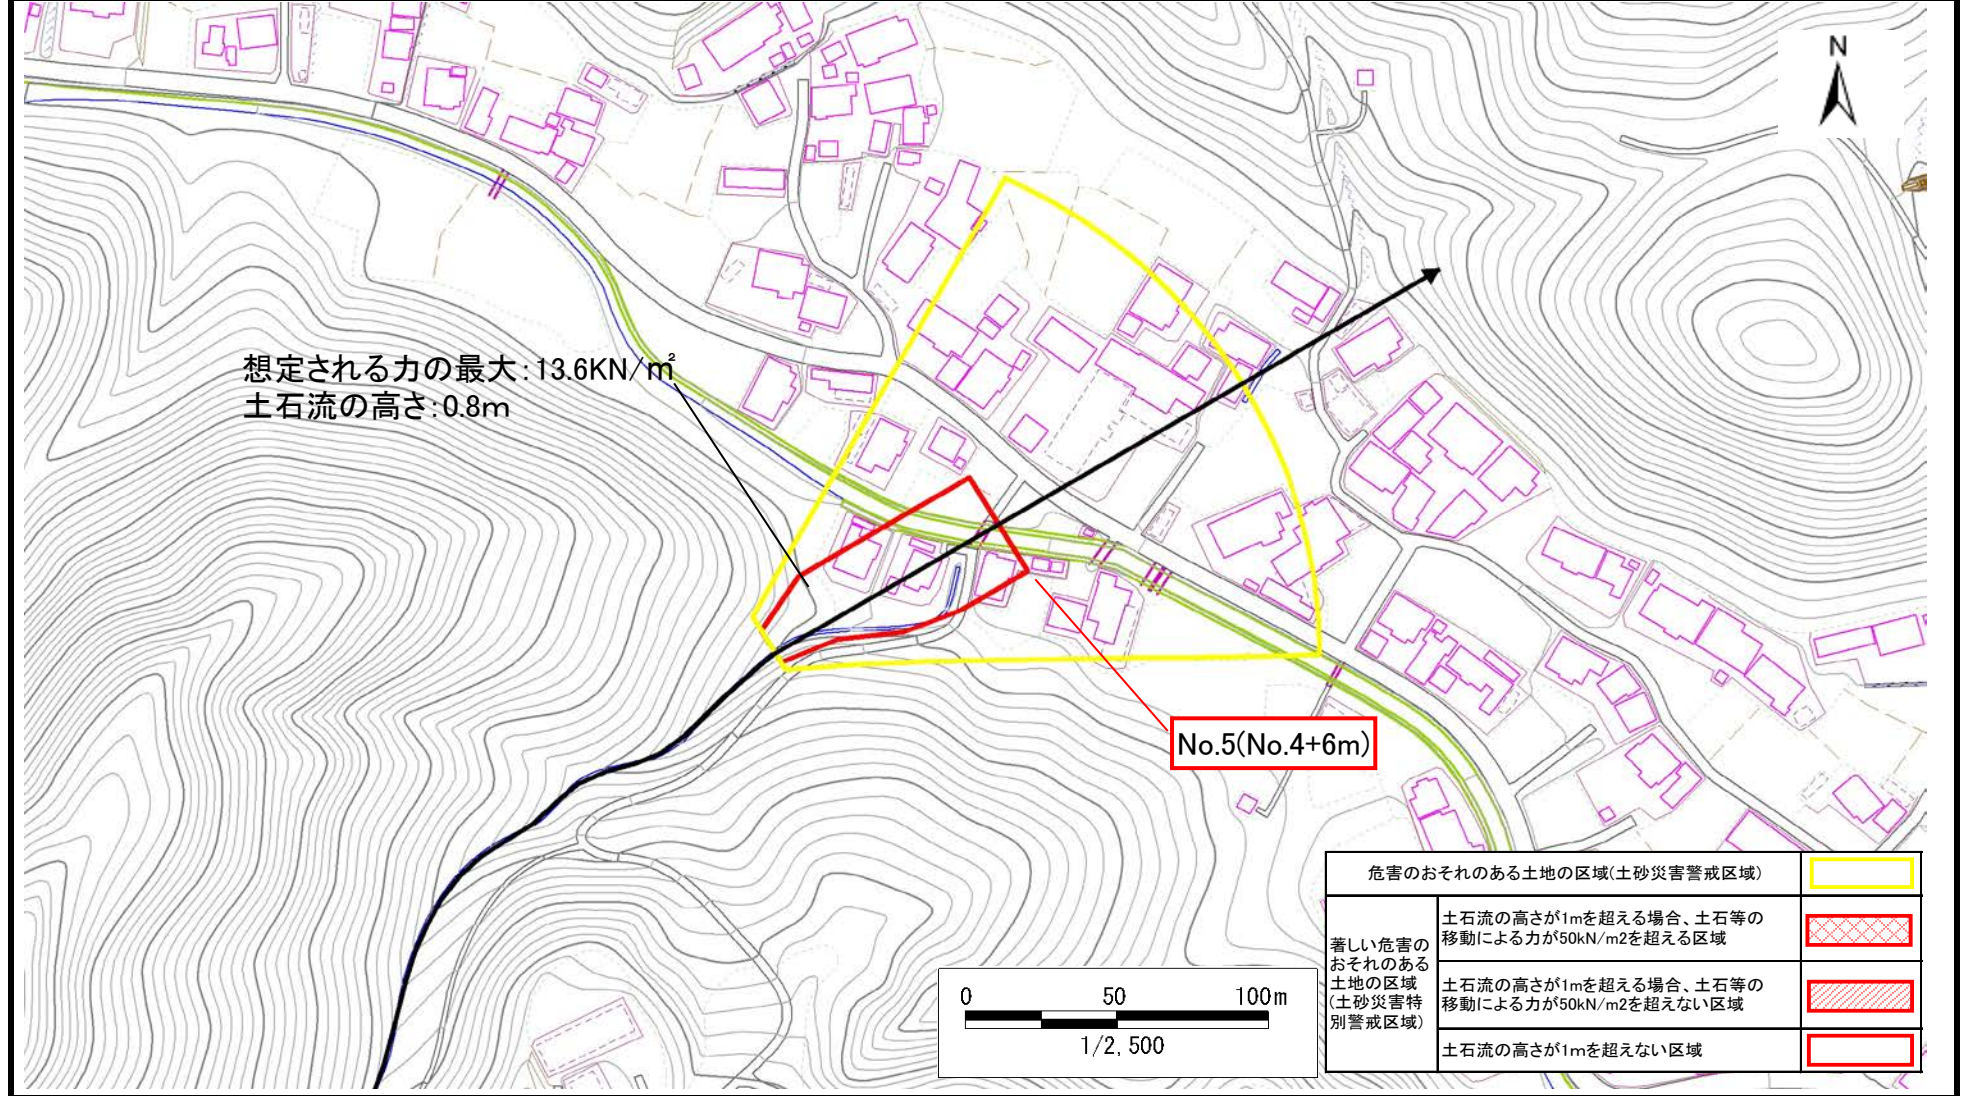 N
想定される力の最大:13.6KN/㎡
土石流の高さ:0.8m
No.5(No.4+6m)
危害のおそれのある土地の区域(土砂災害警戒区域)
著しい危害の
おそれのある
土地の区域
(土砂災害特
別警戒区域)
土石流の高さが1mを超える場合、土石等の
移動による力が50kN/m2を超える区域
土石流の高さが1mを超える場合、土石等の
移動による力が50kN/m2を超えない区域
土石流の高さが1mを超えない区域
0 50 100m
1/2,500